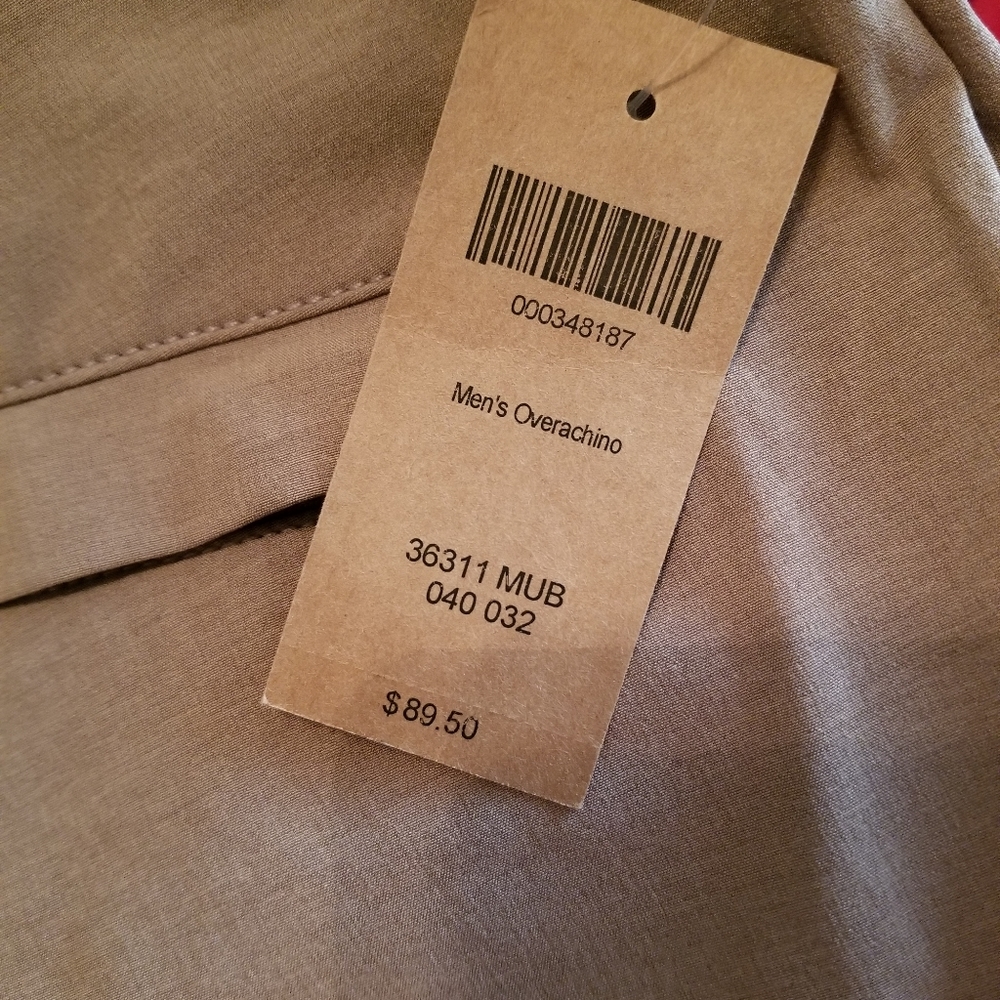 000348187
Men's Overachino
36311 MUB
040 032
$89.50